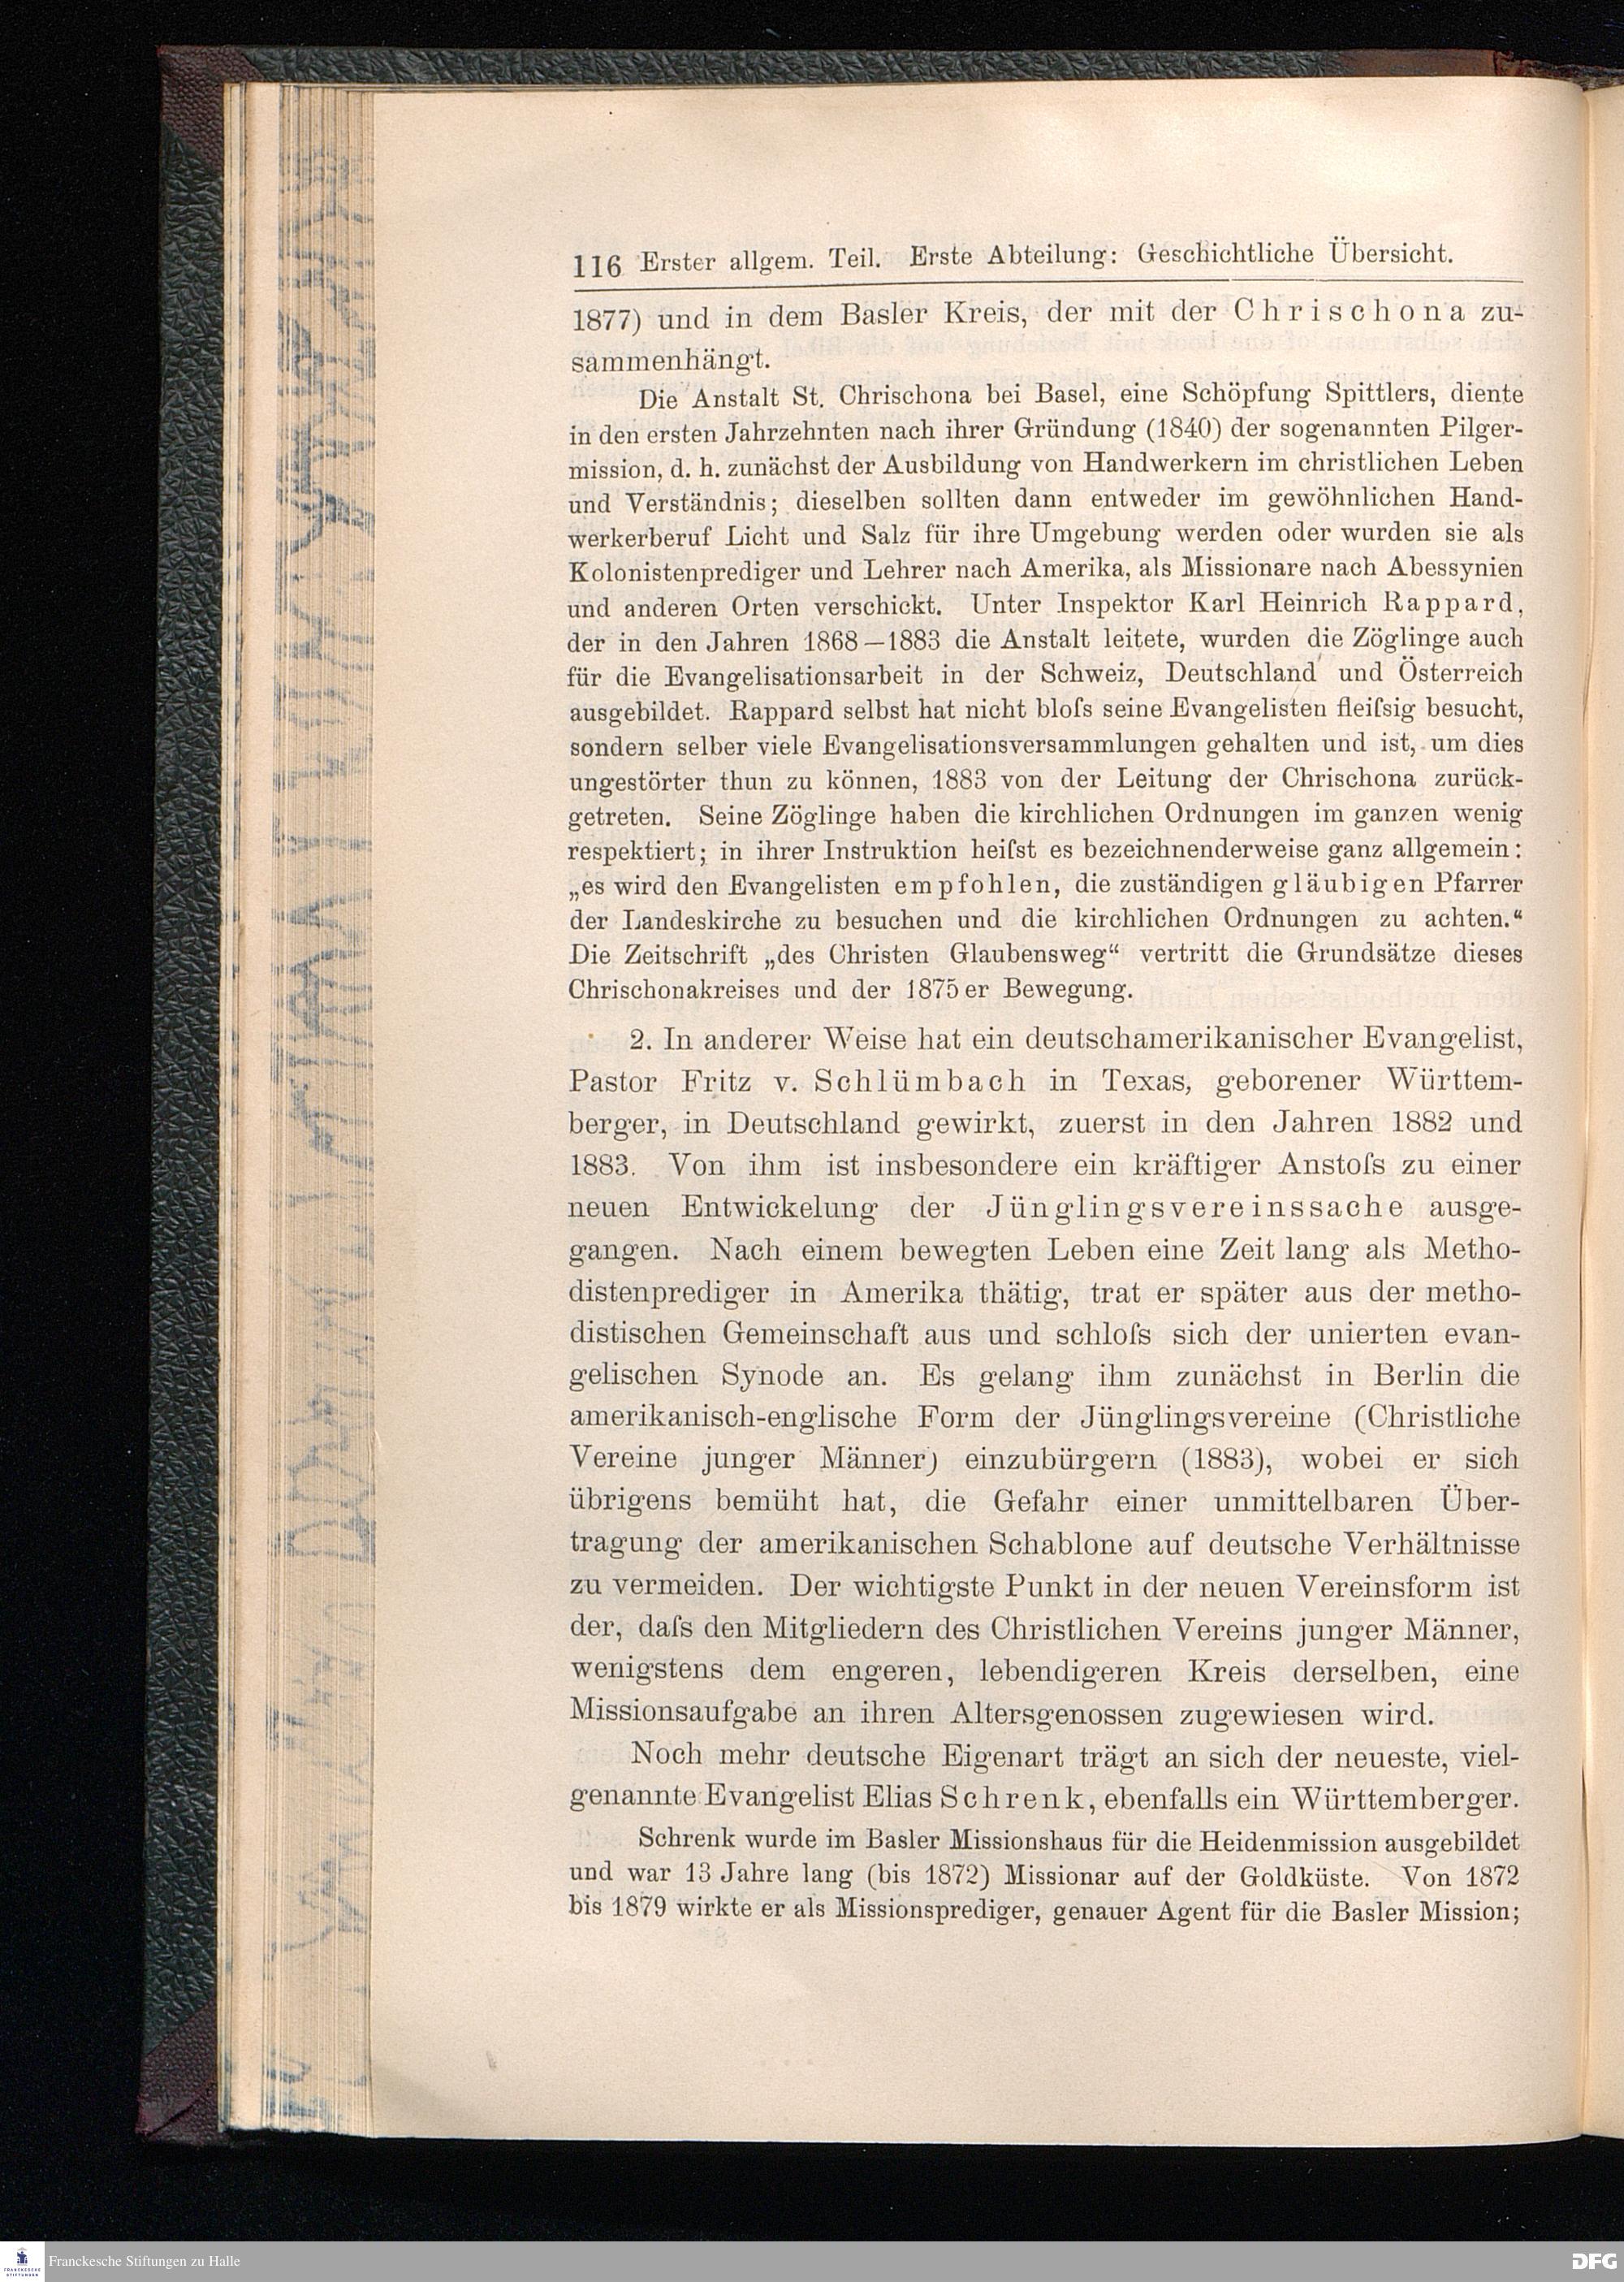 116 Erster allgem. Teil. Erste Abteilung: Geschichtliche Übersicht.
1877) und in dem Basler Kreis, der mit der Chrischona zu-
sammenhängt.
Die Anstalt St. Chrischona bei Basel, eine Schöpfung Spittlers, diente
in den ersten Jahrzehnten nach ihrer Gründung (1840) der sogenannten Pilger-
mission, d. h. zunächst der Ausbildung von Handwerkern im christlichen Leben
und Verständnis; dieselben sollten dann entweder im gewöhnlichen Hand-
werkerberuf Licht und Salz für ihre Umgebung werden oder wurden sie als
Kolonistenprediger und Lehrer nach Amerika, als Missionare nach Abessynien
und anderen Orten verschickt. Unter Inspektor Karl Heinrich Rappard,
der in den Jahren 1868—1883 die Anstalt leitete, wurden die Zöglinge auch
für die Evangelisationsarbeit in der Schweiz, Deutschland und Österreich
ausgebildet. Rappard selbst hat nicht bloſs seine Evangelisten fleiſsig besucht,
sondern selber viele Evangelisationsversammlungen gehalten und ist, um dies
ungestörter thun zu können, 1883 von der Leitung der Chrischona zurück-
getreten. Seine Zöglinge haben die kirchlichen Ordnungen im ganzen wenig
respektiert; in ihrer Instruktion heiſst es bezeichnenderweise ganz allgemein:
„es wird den Evangelisten empfohlen, die zuständigen gläubigen Pfarrer
der Landeskirche zu besuchen und die kirchlichen Ordnungen zu achten.“
Die Zeitschrift „des Christen Glaubensweg“ vertritt die Grundsätze dieses
Chrischonakreises und der 1875er Bewegung.
2. In anderer Weise hat ein deutschamerikanischer Evangelist,
Pastor Fritz v. Schlümbach in Texas, geborener Württem-
berger, in Deutschland gewirkt, zuerst in den Jahren 1882 und
1883. Von ihm ist insbesondere ein kräftiger Anstoſs zu einer
neuen Entwickelung der Jünglingsvereinssache ausge-
gangen. Nach einem bewegten Leben eine Zeit lang als Metho-
distenprediger in Amerika thätig, trat er später aus der metho-
distischen Gemeinschaft aus und schloſs sich der unierten evan-
gelischen Synode an. Es gelang ihm zunächst in Berlin die
amerikanisch-englische Form der Jünglingsvereine (Christliche
Vereine junger Männer) einzubürgern (1883), wobei er sich
übrigens bemüht hat, die Gefahr einer unmittelbaren Über-
tragung der amerikanischen Schablone auf deutsche Verhältnisse
zu vermeiden. Der wichtigste Punkt in der neuen Vereinsform ist
der, daſs den Mitgliedern des Christlichen Vereins junger Männer,
wenigstens dem engeren, lebendigeren Kreis derselben, eine
Missionsaufgabe an ihren Altersgenossen zugewiesen wird.
Noch mehr deutsche Eigenart trägt an sich der neueste, viel-
genannte Evangelist Elias Schrenk, ebenfalls ein Württemberger.
Schrenk wurde im Basler Missionshaus für die Heidenmission ausgebildet
und war 13 Jahre lang (bis 1872) Missionar auf der Goldküste. Von 1872
bis 1879 wirkte er als Missionsprediger, genauer Agent für die Basler Mission;
FRANCKESCHE
STIFTUNGEN
Franckesche Stiftungen zu Halle
DFG